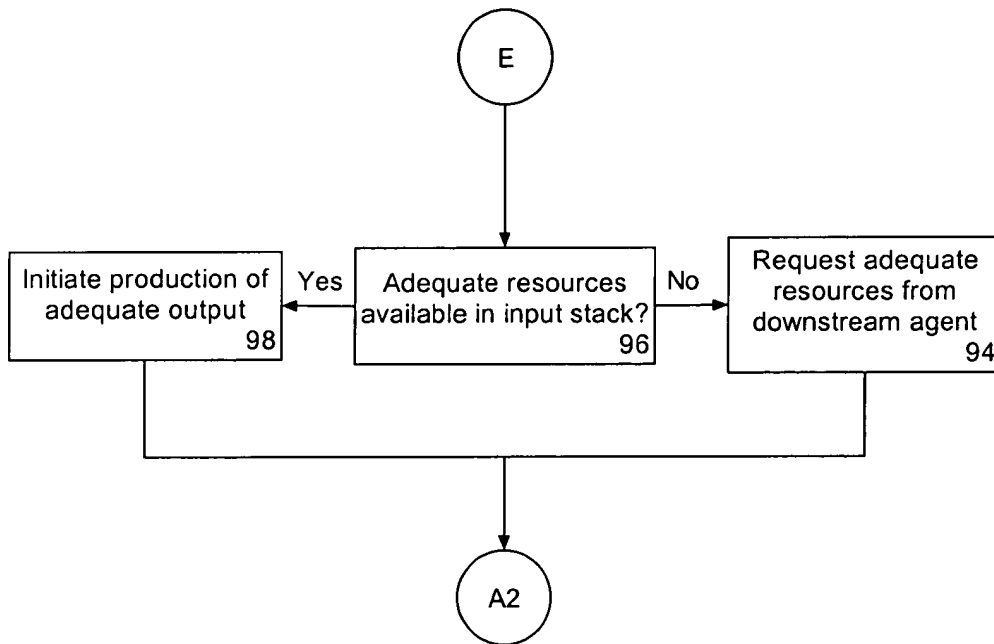 E
Initiate production of
adequate output
98
Yes
Adequate resources
available in input stack?
96
No
Request adequate
resources from
downstream agent
94
A2